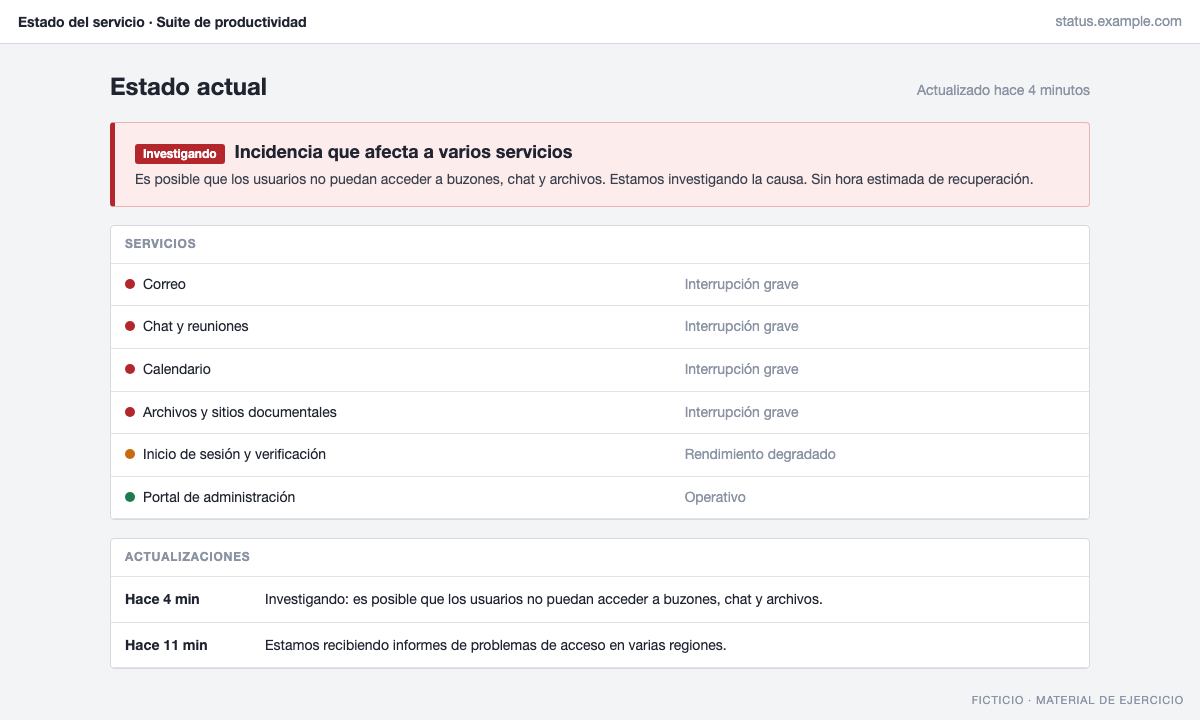 Estado del servicio · Suite de productividad
status.example.com
Estado actual
Actualizado hace 4 minutos
Investigando Incidencia que afecta a varios servicios
Es posible que los usuarios no puedan acceder a buzones, chat y archivos. Estamos investigando la causa. Sin hora estimada de recuperación.
SERVICIOS
Correo Interrupción grave
Chat y reuniones Interrupción grave
Calendario Interrupción grave
Archivos y sitios documentales Interrupción grave
Inicio de sesión y verificación Rendimiento degradado
Portal de administración Operativo
ACTUALIZACIONES
Hace 4 min Investigando: es posible que los usuarios no puedan acceder a buzones, chat y archivos.
Hace 11 min Estamos recibiendo informes de problemas de acceso en varias regiones.
FICTICIO · MATERIAL DE EJERCICIO